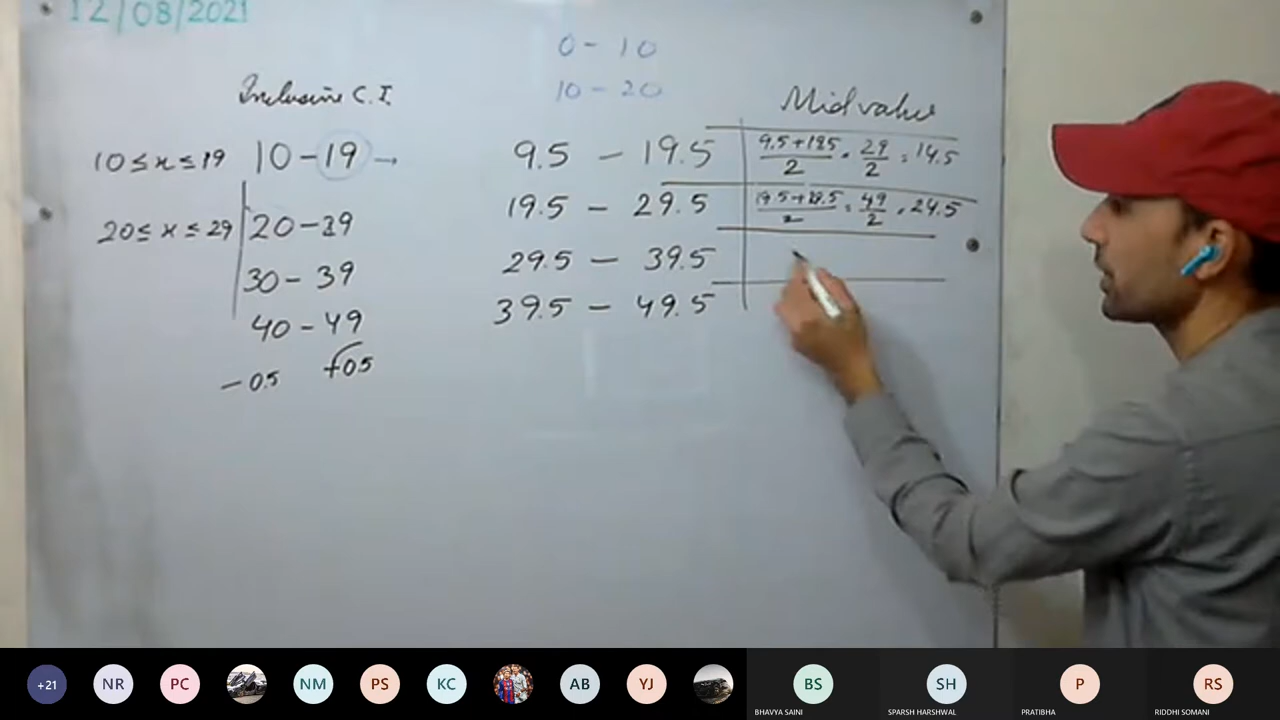 12/08/2021
0 - 10
10 - 20
Inclusive C.I.
Midvalue
10 ≤ x ≤ 19 10 - 19 →
9.5 - 19.5
9.5 + 19.5 / 2 = 29/2 = 14.5
20 ≤ x ≤ 29 20 - 29
19.5 - 29.5
19.5 + 29.5 / 2 = 49/2 = 24.5
30 - 39
29.5 - 39.5
40 - 49
39.5 - 49.5
- 0.5 + 0.5
+21 NR PC NM PS KC AB YJ BS SH P RS
BHAVYA SAINI SPARSH HARSHWAL PRATIBHA RIDDHI SOMANI